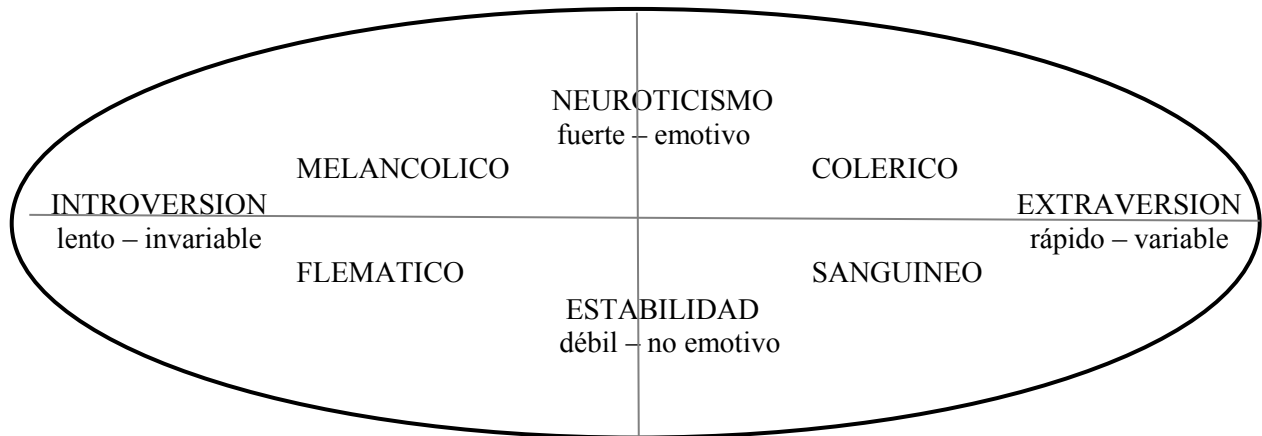 NEUROTICISMO
fuerte – emotivo
MELANCOLICO
COLERICO
INTROVERSION
lento – invariable
EXTRAVERSION
rápido – variable
FLEMATICO
SANGUINEO
ESTABILIDAD
débil – no emotivo